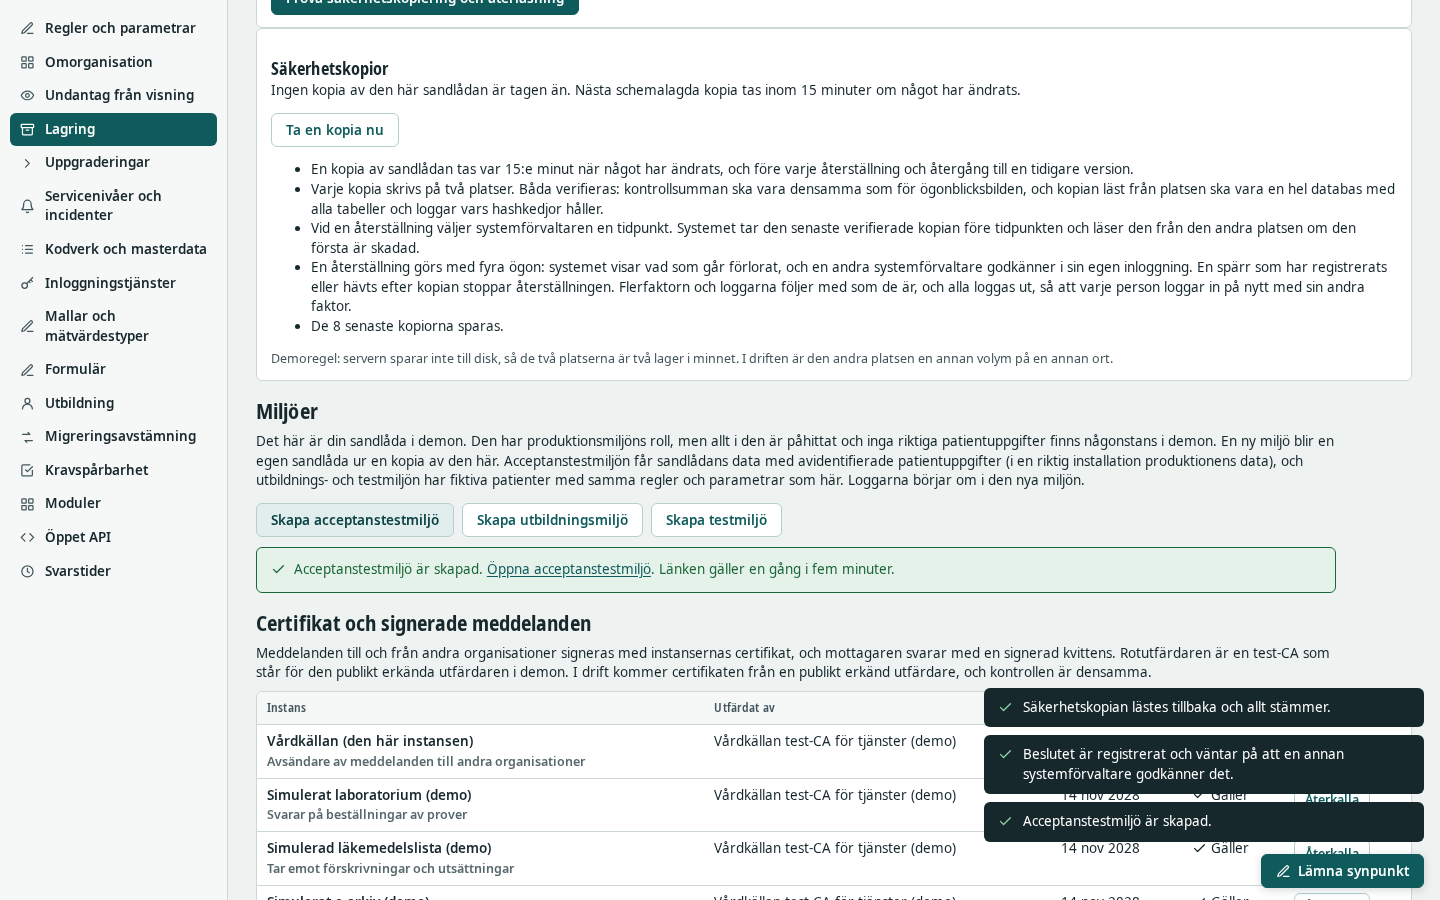 Regler och parametrar
Omorganisation
Undantag från visning
Lagring
Uppgraderingar
Servicenivåer och
incidenter
Kodverk och masterdata
Inloggningstjänster
Mallar och
mätvärdestyper
Formulär
Utbildning
Migreringsavstämning
Kravspårbarhet
Moduler
Öppet API
Svarstider
Säkerhetskopior
Ingen kopia av den här sandlådan är tagen än. Nästa schemalagda kopia tas inom 15 minuter om något har ändrats.
Ta en kopia nu
En kopia av sandlådan tas var 15:e minut när något har ändrats, och före varje återställning och återgång till en tidigare version.
Varje kopia skrivs på två platser. Båda verifieras: kontrollsumman ska vara densamma som för ögonblicksbilden, och kopian läst från platsen ska vara en hel databas med
alla tabeller och loggar vars hashkedjor håller.
Vid en återställning väljer systemförvaltaren en tidpunkt. Systemet tar den senaste verifierade kopian före tidpunkten och läser den från den andra platsen om den
första är skadad.
En återställning görs med fyra ögon: systemet visar vad som går förlorat, och en andra systemförvaltare godkänner i sin egen inloggning. En spärr som har registrerats
eller hävts efter kopian stoppar återställningen. Flerfaktorn och loggarna följer med som de är, och alla loggas ut, så att varje person loggar in på nytt med sin andra
faktor.
De 8 senaste kopiorna sparas.
Demoregel: servern sparar inte till disk, så de två platserna är två lager i minnet. I driften är den andra platsen en annan volym på en annan ort.
Miljöer
Det här är din sandlåda i demon. Den har produktionsmiljöns roll, men allt i den är påhittat och inga riktiga patientuppgifter finns någonstans i demon. En ny miljö blir en
egen sandlåda ur en kopia av den här. Acceptanstestmiljön får sandlådans data med avidentifierade patientuppgifter (i en riktig installation produktionens data), och
utbildnings- och testmiljön har fiktiva patienter med samma regler och parametrar som här. Loggarna börjar om i den nya miljön.
Skapa acceptanstestmiljö
Skapa utbildningsmiljö
Skapa testmiljö
Acceptanstestmiljö är skapad. Öppna acceptanstestmiljö. Länken gäller en gång i fem minuter.
Certifikat och signerade meddelanden
Meddelanden till och från andra organisationer signeras med instansernas certifikat, och mottagaren svarar med en signerad kvittens. Rotutfärdaren är en test-CA som
står för den publikt erkända utfärdaren i demon. I drift kommer certifikaten från en publikt erkänd utfärdare, och kontrollen är densamma.
Instans
Utfärdat av
Vårdkällan (den här instansen)
Avsändare av meddelanden till andra organisationer
Vårdkällan test-CA för tjänster (demo)
Simulerat laboratorium (demo)
Svarar på beställningar av prover
Vårdkällan test-CA för tjänster (demo)
14 nov 2028
Gäller
Återkalla
Simulerad läkemedelslista (demo)
Tar emot förskrivningar och utsättningar
Vårdkällan test-CA för tjänster (demo)
14 nov 2028
Gäller
Återkalla
Säkerhetskopian lästes tillbaka och allt stämmer.
Beslutet är registrerat och väntar på att en annan
systemförvaltare godkänner det.
Acceptanstestmiljö är skapad.
Lämna synpunkt